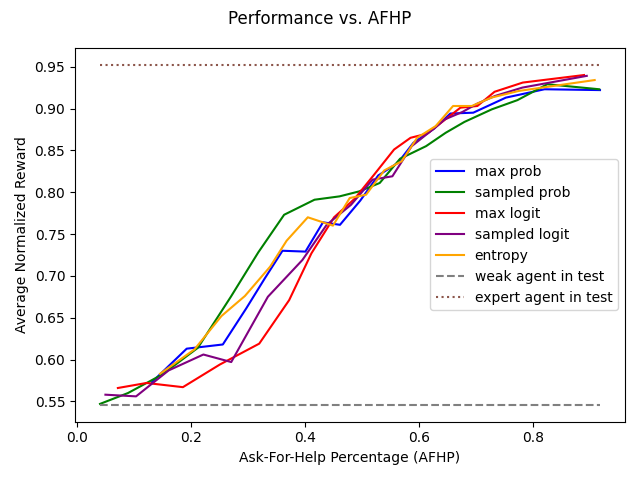 Performance vs. AFHP
Average Normalized Reward
0.95
0.90
0.85
0.80
0.75
0.70
0.65
0.60
0.55
max prob
sampled prob
max logit
sampled logit
entropy
weak agent in test
expert agent in test
0.0 0.2 0.4 0.6 0.8
Ask-For-Help Percentage (AFHP)